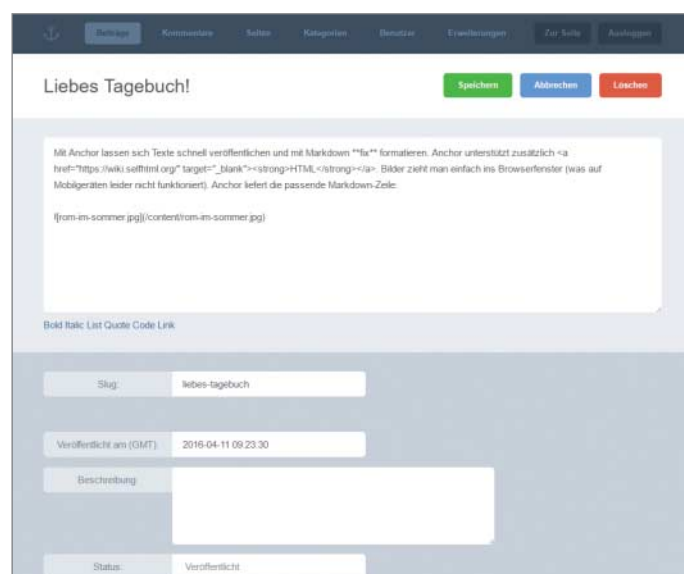 Beiträge Kommentare Seiten Kategorien Benutzer Erweiterungen Zur Seite Ausloggen
Liebes Tagebuch! Speichern Abbrechen Löschen
Mit Anchor lassen sich Texte schnell veröffentlichen und mit Markdown **fix** formatieren. Anchor unterstützt zusätzlich <a
href="https://wiki.selfhtml.org/" target="_blank"><strong>HTML</strong></a>. Bilder zieht man einfach ins Browserfenster (was auf
Mobilgeräten leider nicht funktioniert). Anchor liefert die passende Markdown-Zeile:
![rom-im-sommer.jpg](/content/rom-im-sommer.jpg)
Bold Italic List Quote Code Link
Slug: liebes-tagebuch
Veröffentlicht am (GMT): 2016-04-11 09:23:30
Beschreibung:
Status: Veröffentlicht